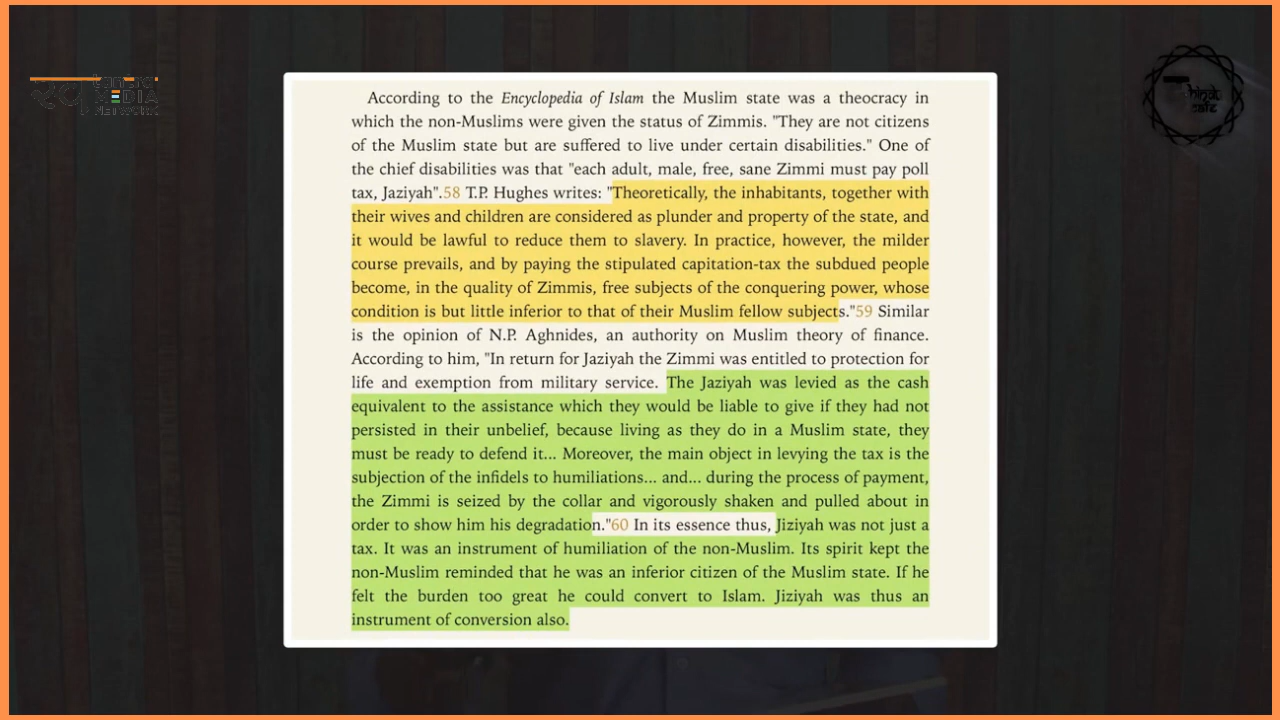 स्व tantra
MEDIA
NETWORK
hindi
cafe
According to the Encyclopedia of Islam the Muslim state was a theocracy in
which the non-Muslims were given the status of Zimmis. "They are not citizens
of the Muslim state but are suffered to live under certain disabilities." One of
the chief disabilities was that "each adult, male, free, sane Zimmi must pay poll
tax, Jaziyah".58 T.P. Hughes writes: "Theoretically, the inhabitants, together with
their wives and children are considered as plunder and property of the state, and
it would be lawful to reduce them to slavery. In practice, however, the milder
course prevails, and by paying the stipulated capitation-tax the subdued people
become, in the quality of Zimmis, free subjects of the conquering power, whose
condition is but little inferior to that of their Muslim fellow subjects."59 Similar
is the opinion of N.P. Aghnides, an authority on Muslim theory of finance.
According to him, "In return for Jaziyah the Zimmi was entitled to protection for
life and exemption from military service. The Jaziyah was levied as the cash
equivalent to the assistance which they would be liable to give if they had not
persisted in their unbelief, because living as they do in a Muslim state, they
must be ready to defend it... Moreover, the main object in levying the tax is the
subjection of the infidels to humiliations... and... during the process of payment,
the Zimmi is seized by the collar and vigorously shaken and pulled about in
order to show him his degradation."60 In its essence thus, Jiziyah was not just a
tax. It was an instrument of humiliation of the non-Muslim. Its spirit kept the
non-Muslim reminded that he was an inferior citizen of the Muslim state. If he
felt the burden too great he could convert to Islam. Jiziyah was thus an
instrument of conversion also.